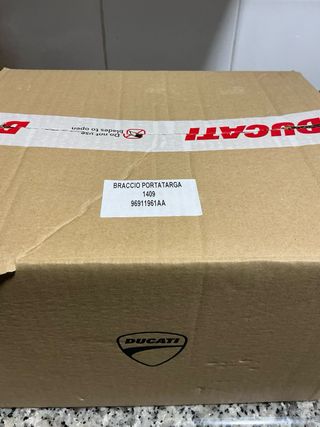 DUCATI
Do not use
blades to open
BRACCIO PORTATARGA
1409
96911961AA
DUCATI